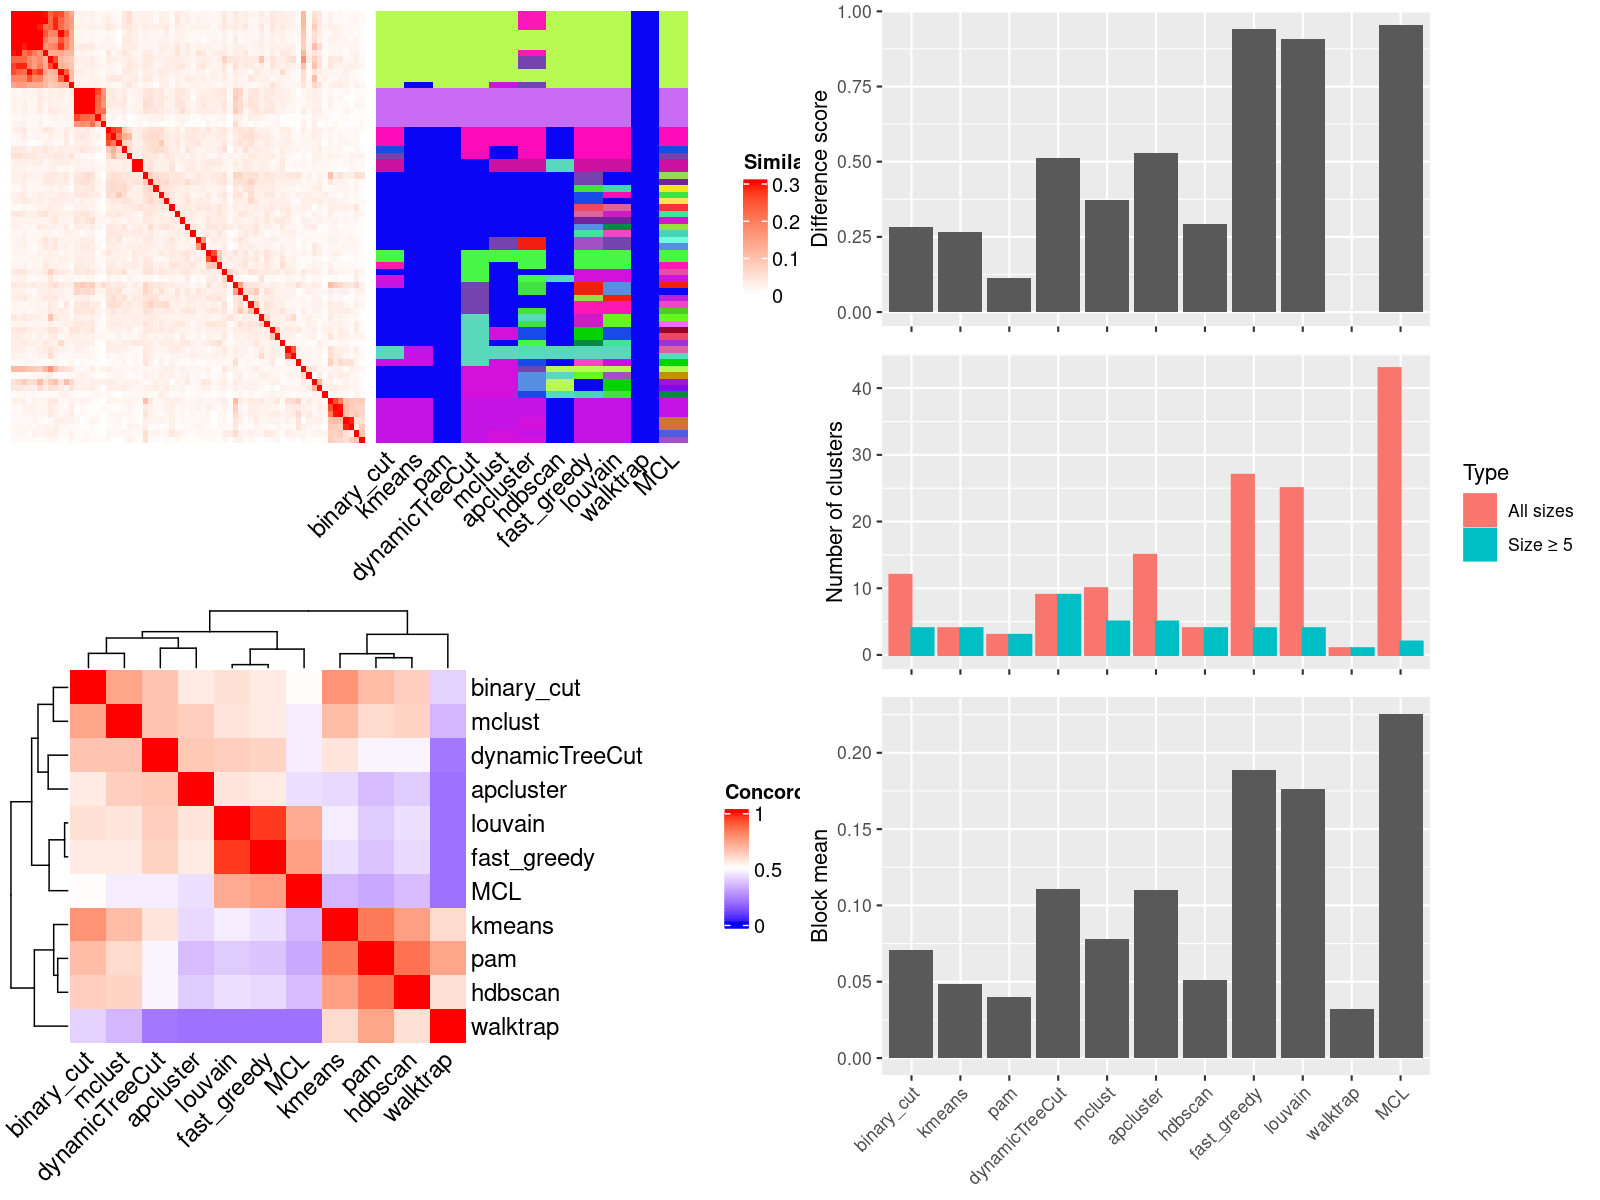 Simila
0.3
0.2
0.1
0
binary_cut
kmeans
pam
dynamicTreeCut
mclust
apcluster
hdbscan
fast_greedy
louvain
walktrap
MCL
binary_cut
mclust
dynamicTreeCut
apcluster
louvain
fast_greedy
MCL
kmeans
pam
hdbscan
walktrap
binary_cut
mclust
dynamicTreeCut
apcluster
louvain
fast_greedy
MCL
kmeans
pam
hdbscan
walktrap
Concord
1
0.5
0
Difference score
1.00
0.75
0.50
0.25
0.00
Number of clusters
40
30
20
10
0
Type
All sizes
Size ≥ 5
Block mean
0.20
0.15
0.10
0.05
0.00
binary_cut
kmeans
pam
dynamicTreeCut
mclust
apcluster
hdbscan
fast_greedy
louvain
walktrap
MCL